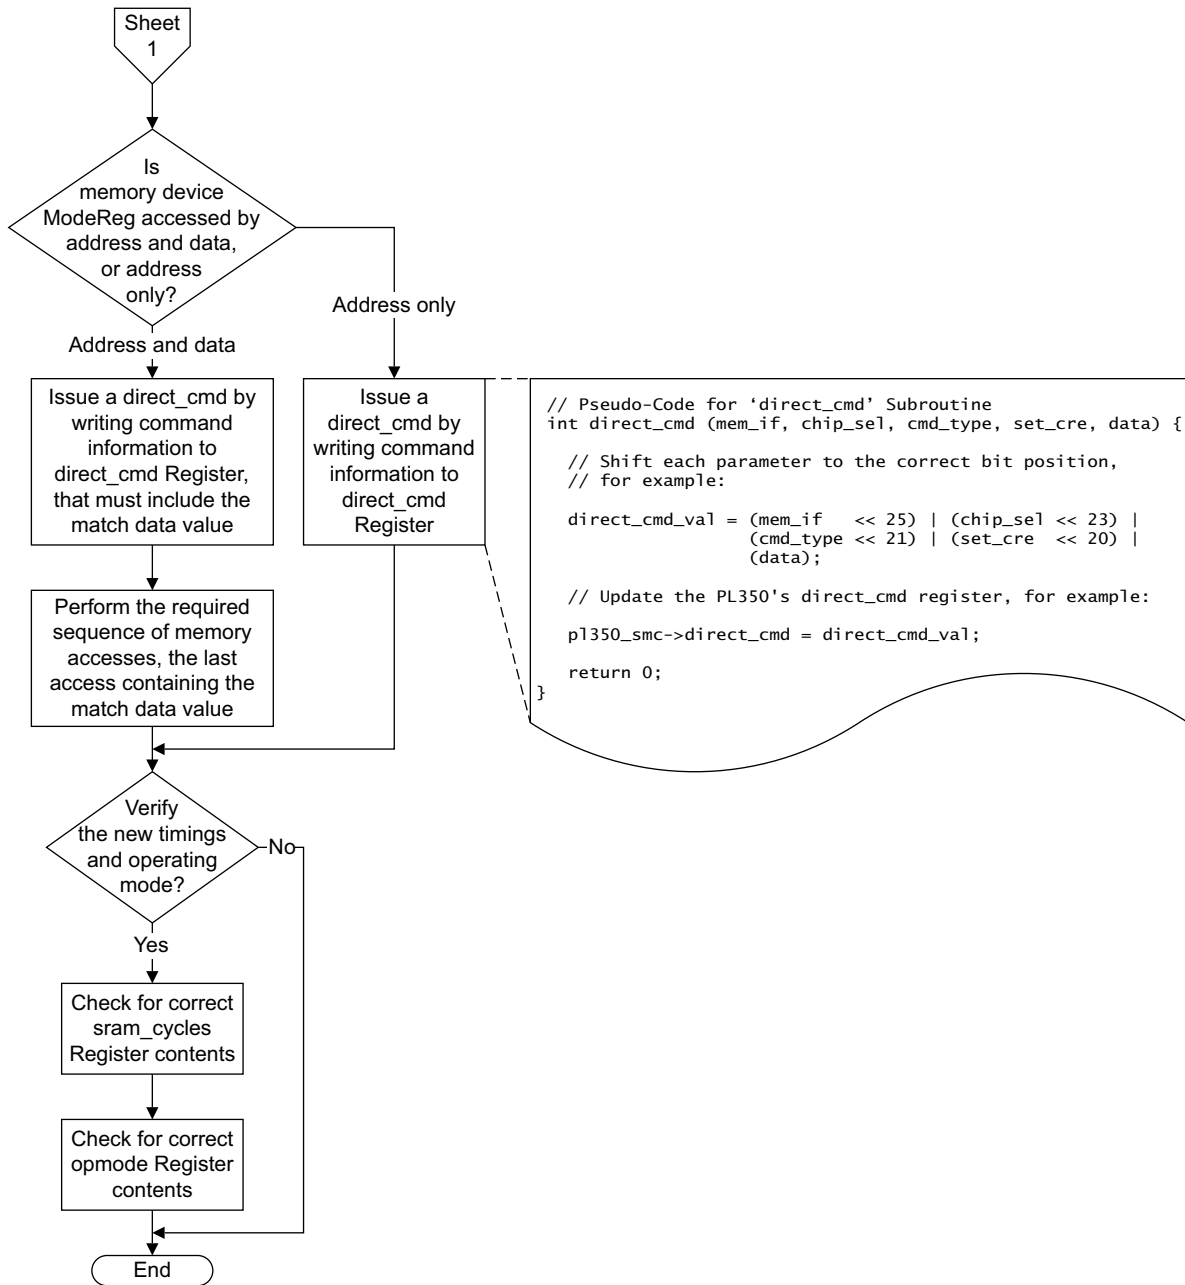 Sheet
1
Is
memory device
ModeReg accessed by
address and data,
or address
only?
Address only
Address and data
Issue a direct_cmd by
writing command
information to
direct_cmd Register,
that must include the
match data value
Issue a
direct_cmd by
writing command
information to
direct_cmd
Register
// Pseudo-Code for ‘direct_cmd’ Subroutine
int direct_cmd (mem_if, chip_sel, cmd_type, set_cre, data) {
// Shift each parameter to the correct bit position,
// for example:
direct_cmd_val = (mem_if   << 25) | (chip_sel << 23) |
(cmd_type << 21) | (set_cre  << 20) |
(data);
// Update the PL350's direct_cmd register, for example:
pl350_smc->direct_cmd = direct_cmd_val;
return 0;
}
Perform the required
sequence of memory
accesses, the last
access containing the
match data value
Verify
the new timings
and operating
mode?
No
Yes
Check for correct
sram_cycles
Register contents
Check for correct
opmode Register
contents
End